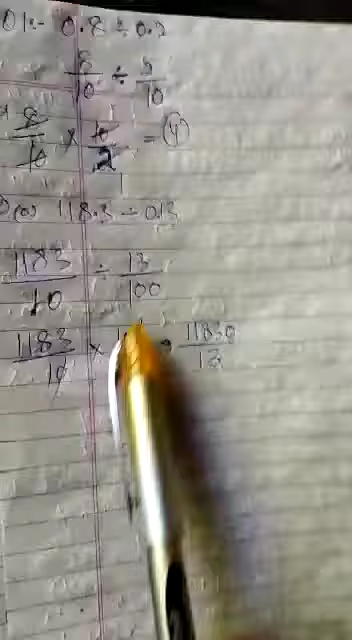 0.8 ÷ 0.2
8/10 ÷ 2/10
8/10 × 10/2 = 4
118.3 ÷ 0.13
1183/10 ÷ 13/100
1183/10 × = 11830/13